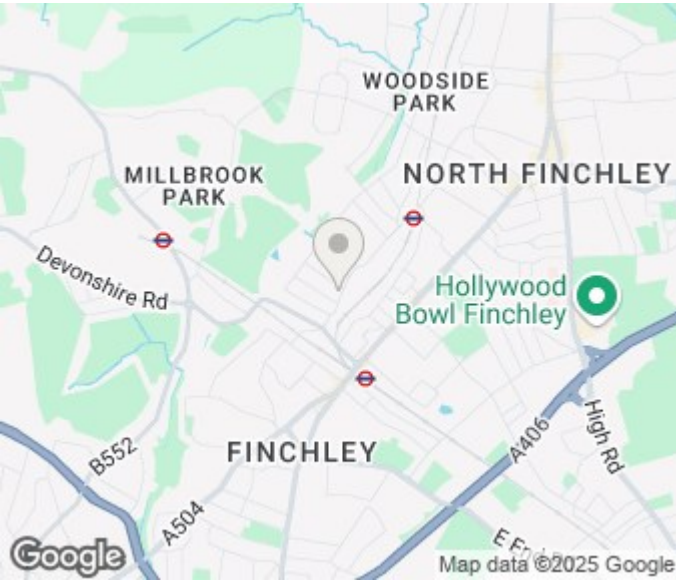 WOODSIDE
PARK
NORTH FINCHLEY
MILLBROOK
PARK
Devonshire Rd
Hollywood
Bowl Finchley
FINCHLEY
B552
A504
A406
High Rd
E End
Google
Map data ©2025 Google